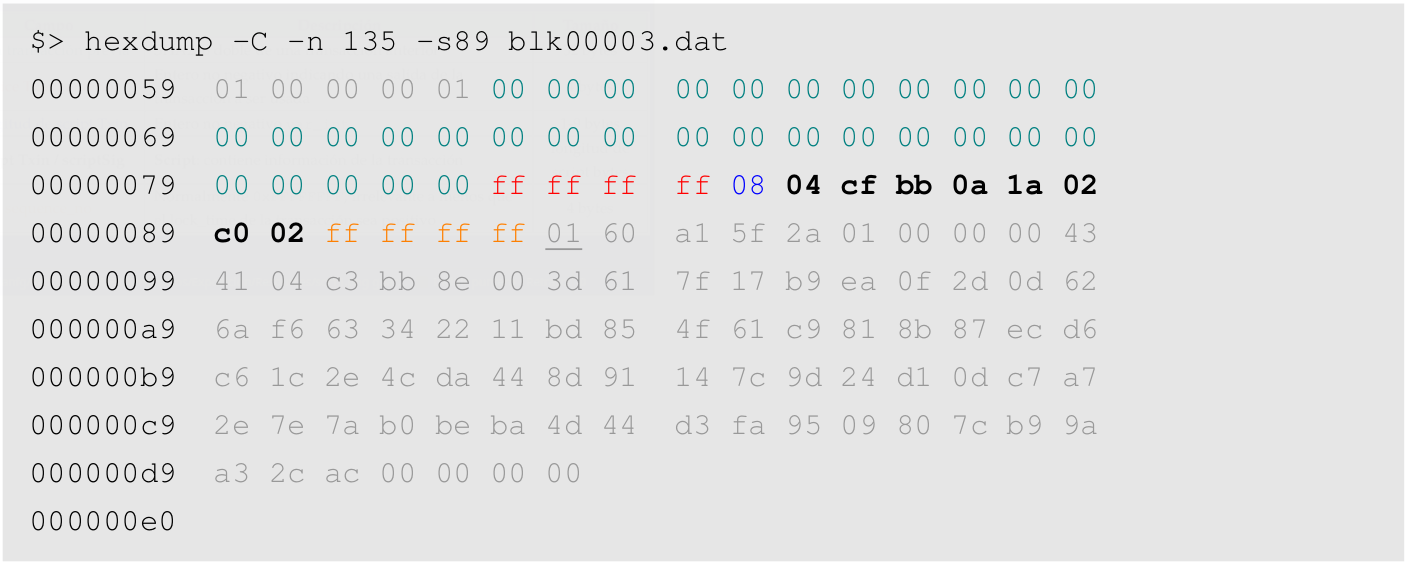 $> hexdump –C –n 135 –s89 blk00003.dat
00000059 01 00 00 00 01 00 00 00 00 00 00 00 00 00 00 00
00000069 00 00 00 00 00 00 00 00 00 00 00 00 00 00 00 00
00000079 00 00 00 00 00 ff ff ff ff 08 04 cf bb 0a 1a 02
00000089 c0 02 ff ff ff ff 01 60 a1 5f 2a 01 00 00 00 43
00000099 41 04 c3 bb 8e 00 3d 61 7f 17 b9 ea 0f 2d 0d 62
000000a9 6a f6 63 34 22 11 bd 85 4f 61 c9 81 8b 87 ec d6
000000b9 c6 1c 2e 4c da 44 8d 91 14 7c 9d 24 d1 0d c7 a7
000000c9 2e 7e 7a b0 be ba 4d 44 d3 fa 95 09 80 7c b9 9a
000000d9 a3 2c ac 00 00 00 00
000000e0